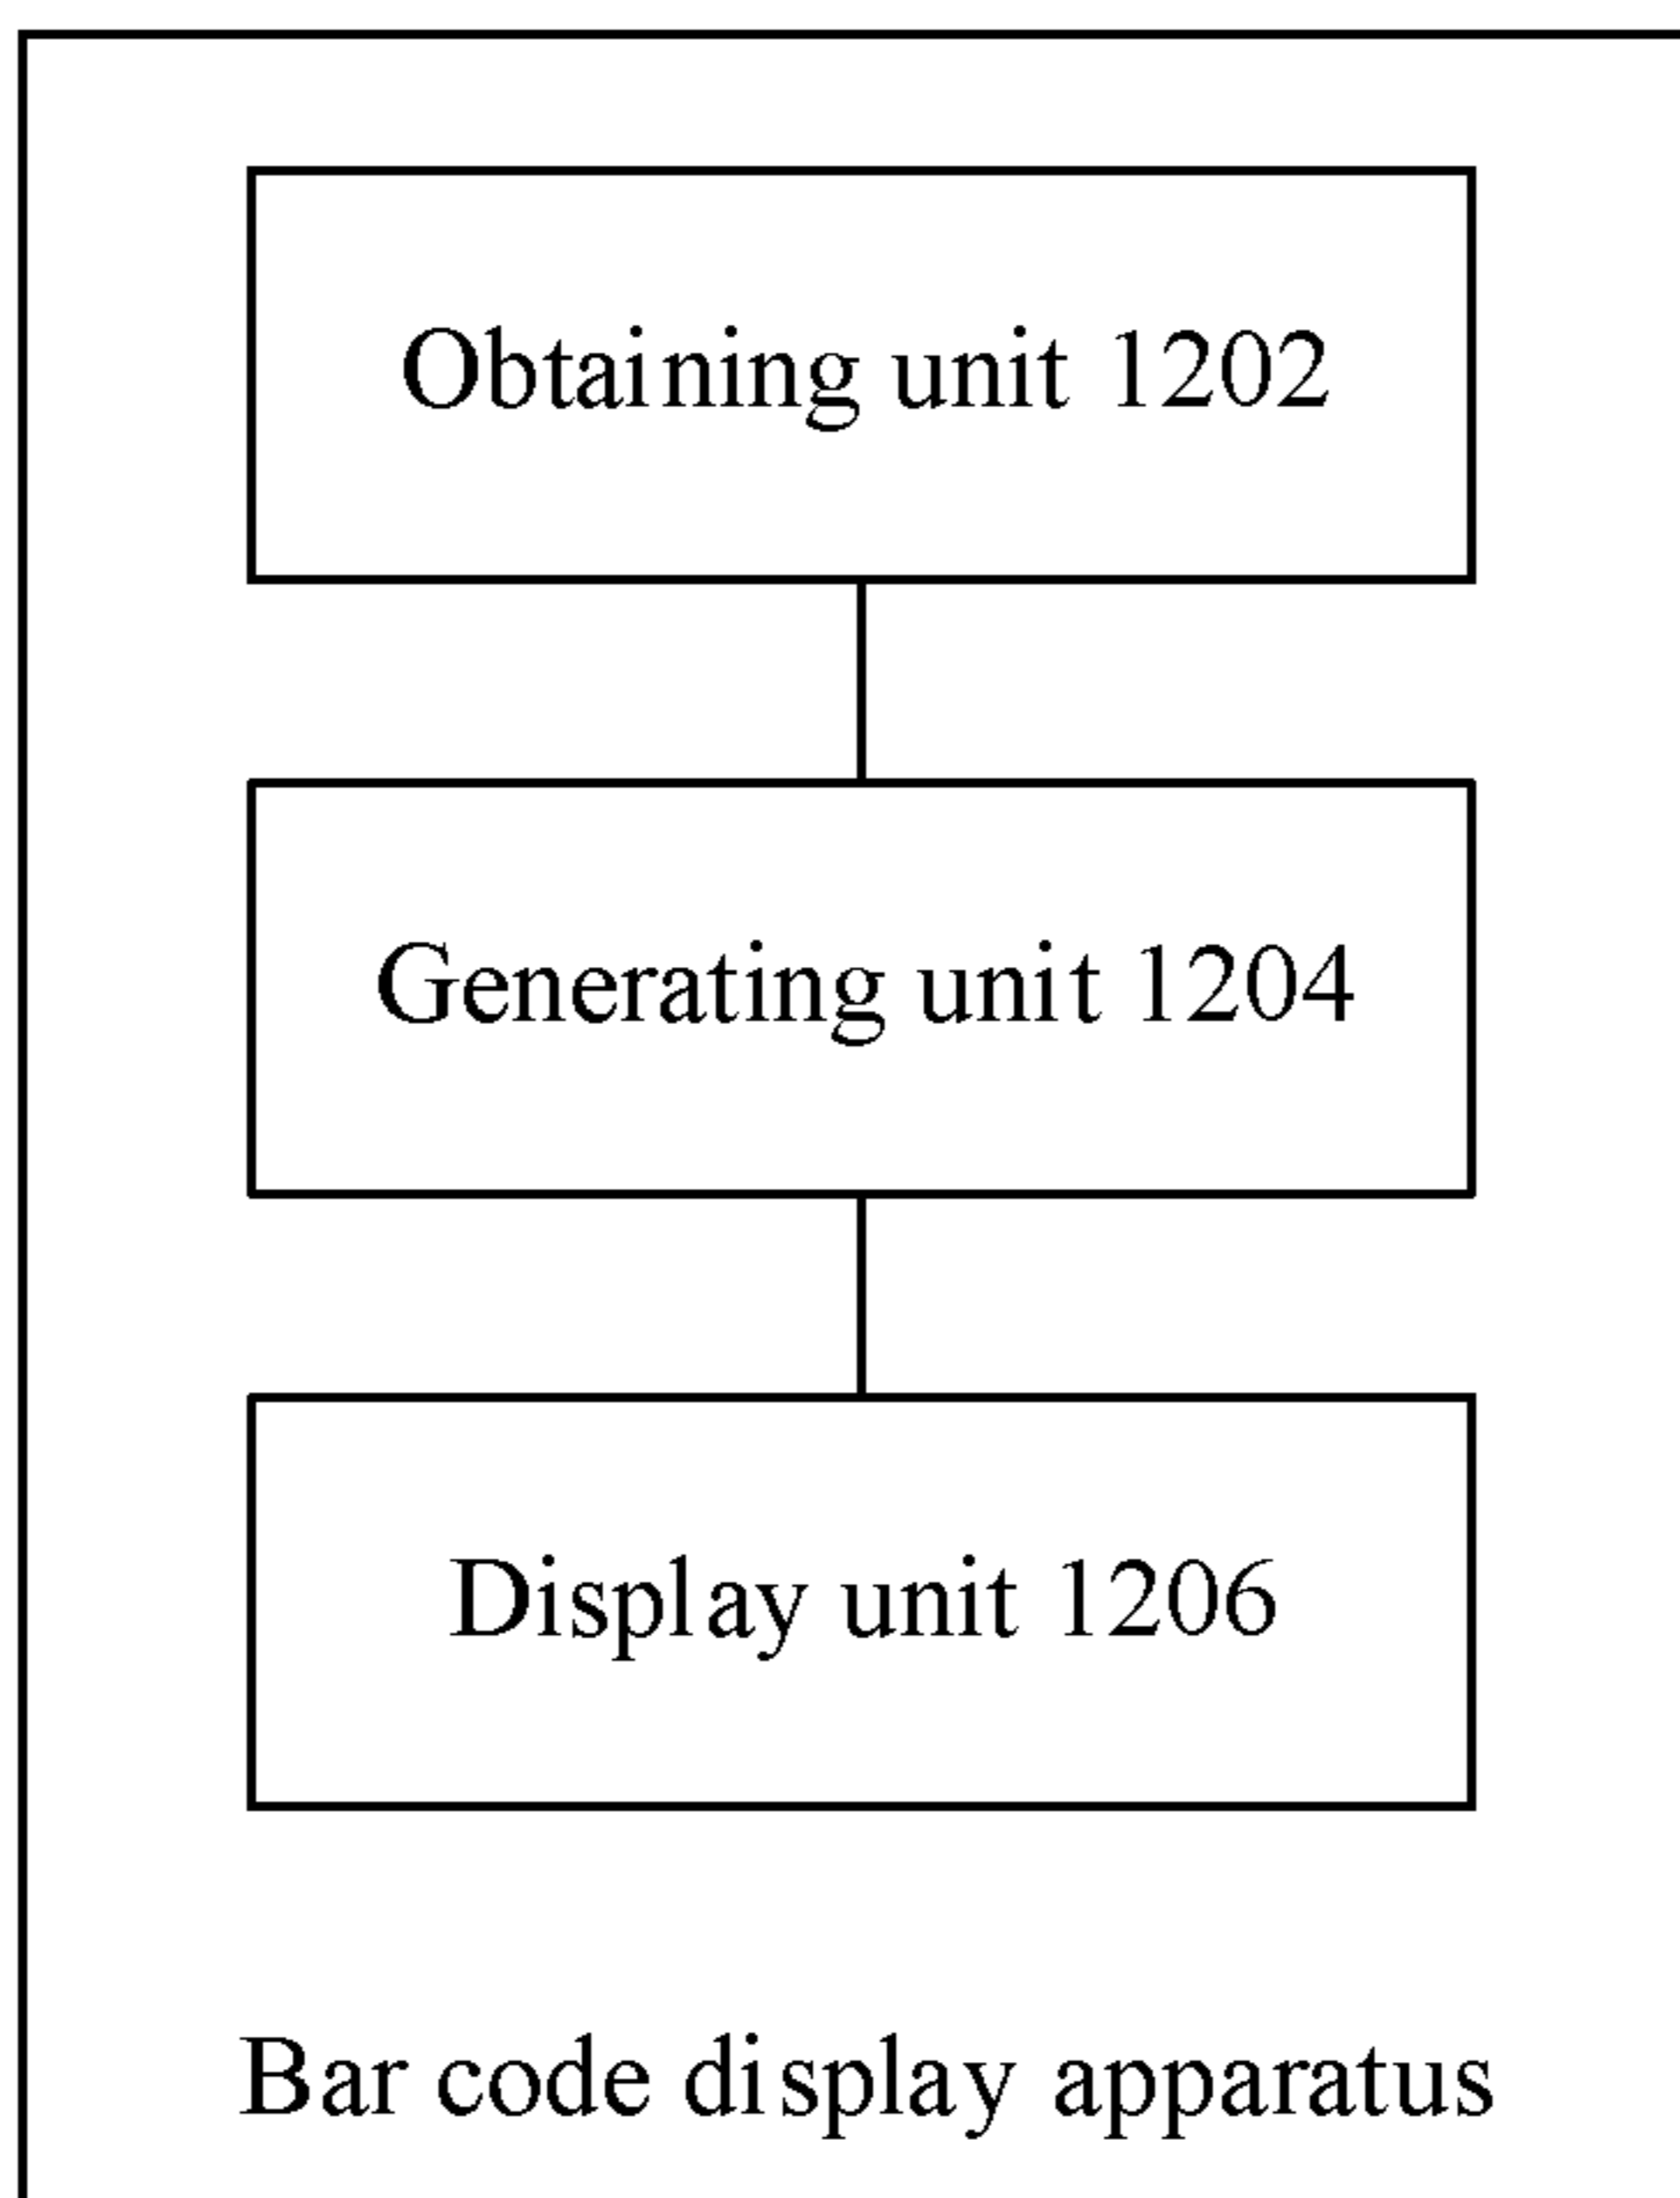 Obtaining unit 1202
Generating unit 1204
Display unit 1206
Bar code display apparatus